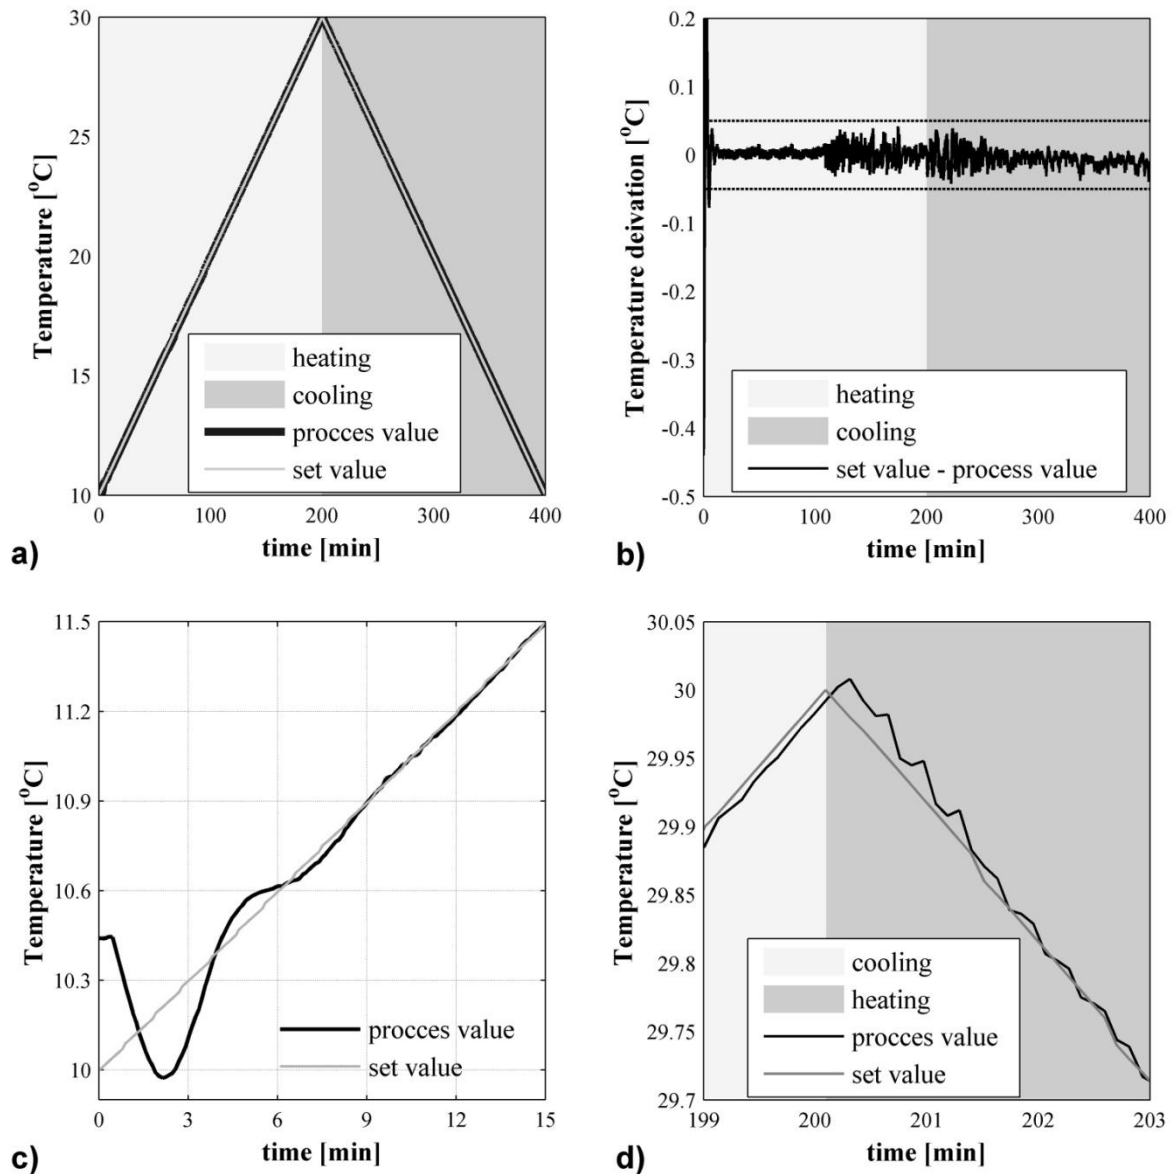 30
25
20
15
10
Temperature [°C]
heating
cooling
procces value
set value
0
100
200
300
400
time [min]
a)
0.2
0.1
0
-0.1
-0.2
-0.3
-0.4
-0.5
Temperature deivation [°C]
heating
cooling
set value - process value
0
100
200
300
400
time [min]
b)
11.5
11.2
10.9
10.6
10.3
10
Temperature [°C]
procces value
set value
0
3
6
9
12
15
time [min]
c)
30.05
30
29.95
29.9
29.85
29.8
29.75
29.7
Temperature [°C]
cooling
heating
procces value
set value
199
200
201
202
203
time [min]
d)